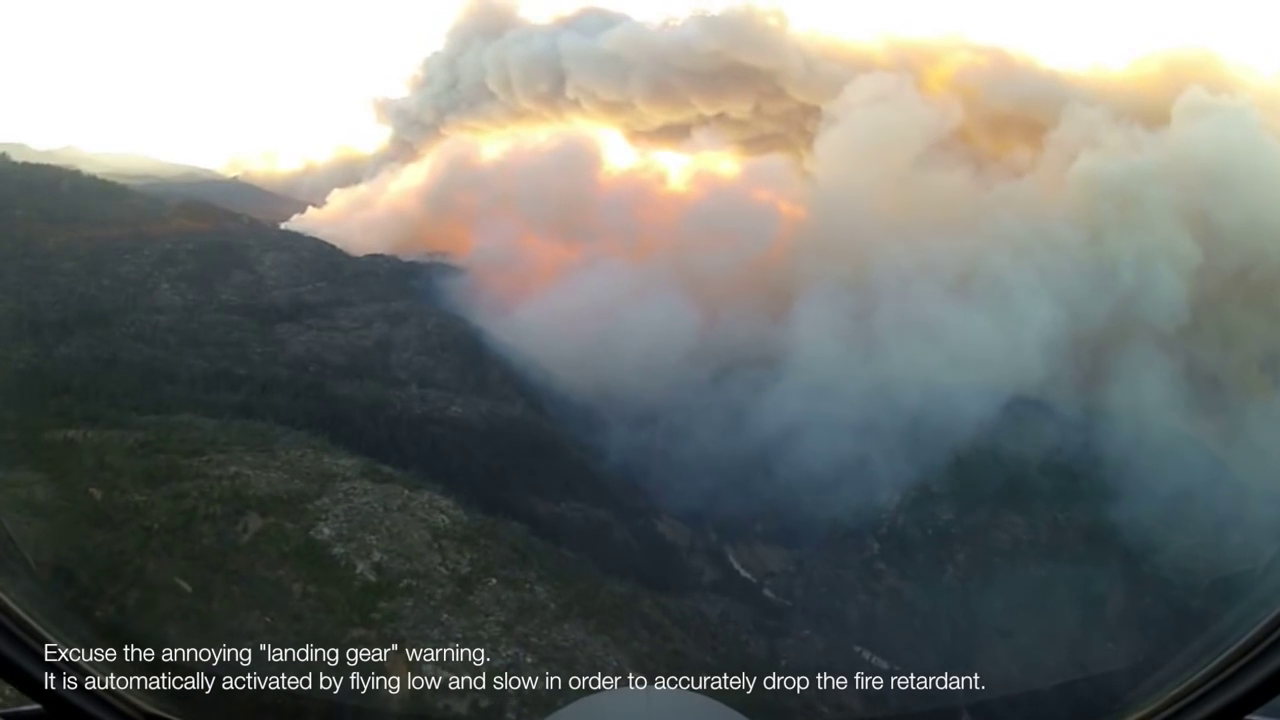 Excuse the annoying "landing gear" warning.
It is automatically activated by flying low and slow in order to accurately drop the fire retardant.